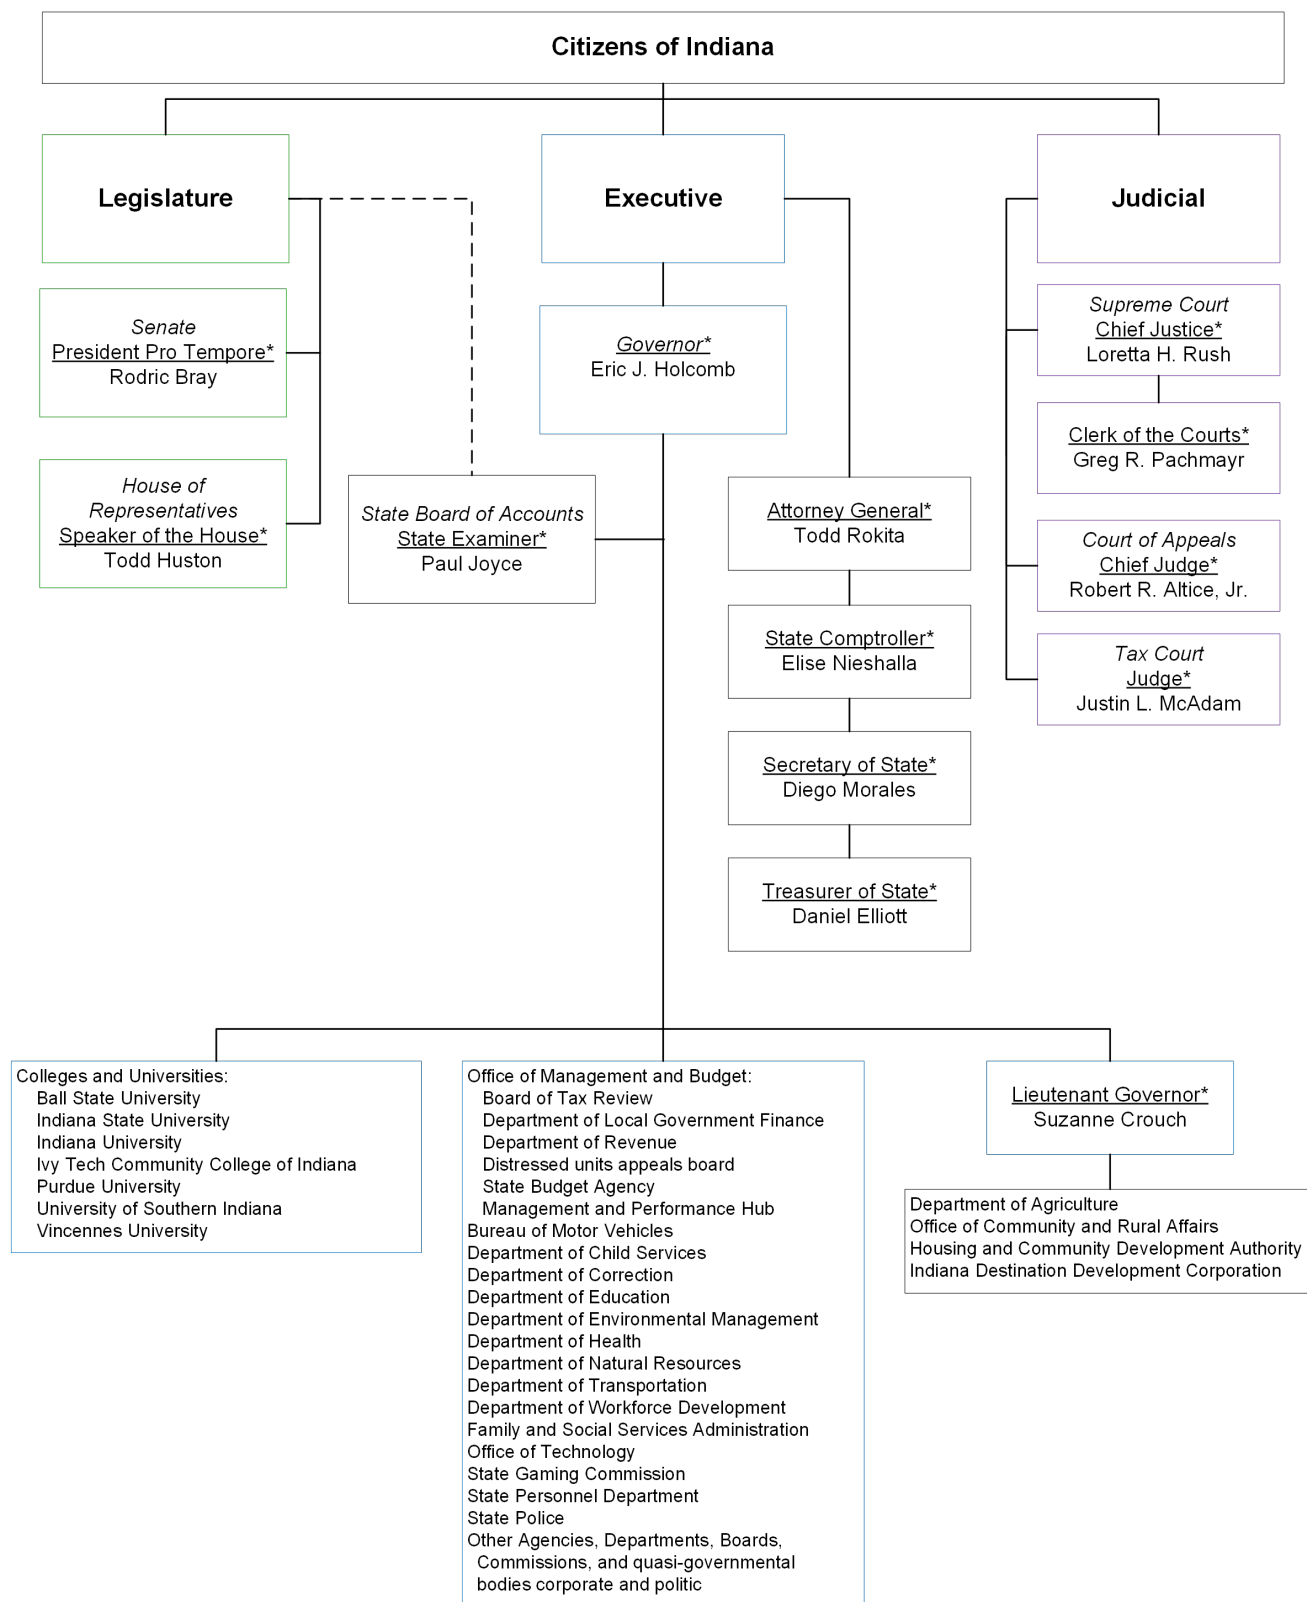 Citizens of Indiana
Legislature
Executive
Judicial
Senate
President Pro Tempore*
Rodric Bray
House of
Representatives
Speaker of the House*
Todd Huston
State Board of Accounts
State Examiner*
Paul Joyce
Governor*
Eric J. Holcomb
Attorney General*
Todd Rokita
State Comptroller*
Elise Nieshalla
Secretary of State*
Diego Morales
Treasurer of State*
Daniel Elliott
Supreme Court
Chief Justice*
Loretta H. Rush
Clerk of the Courts*
Greg R. Pachmayr
Court of Appeals
Chief Judge*
Robert R. Altice, Jr.
Tax Court
Judge*
Justin L. McAdam
Colleges and Universities:
Ball State University
Indiana State University
Indiana University
Ivy Tech Community College of Indiana
Purdue University
University of Southern Indiana
Vincennes University
Office of Management and Budget:
Board of Tax Review
Department of Local Government Finance
Department of Revenue
Distressed units appeals board
State Budget Agency
Management and Performance Hub
Bureau of Motor Vehicles
Department of Child Services
Department of Correction
Department of Education
Department of Environmental Management
Department of Health
Department of Natural Resources
Department of Transportation
Department of Workforce Development
Family and Social Services Administration
Office of Technology
State Gaming Commission
State Personnel Department
State Police
Other Agencies, Departments, Boards,
Commissions, and quasi-governmental
bodies corporate and politic
Lieutenant Governor*
Suzanne Crouch
Department of Agriculture
Office of Community and Rural Affairs
Housing and Community Development Authority
Indiana Destination Development Corporation